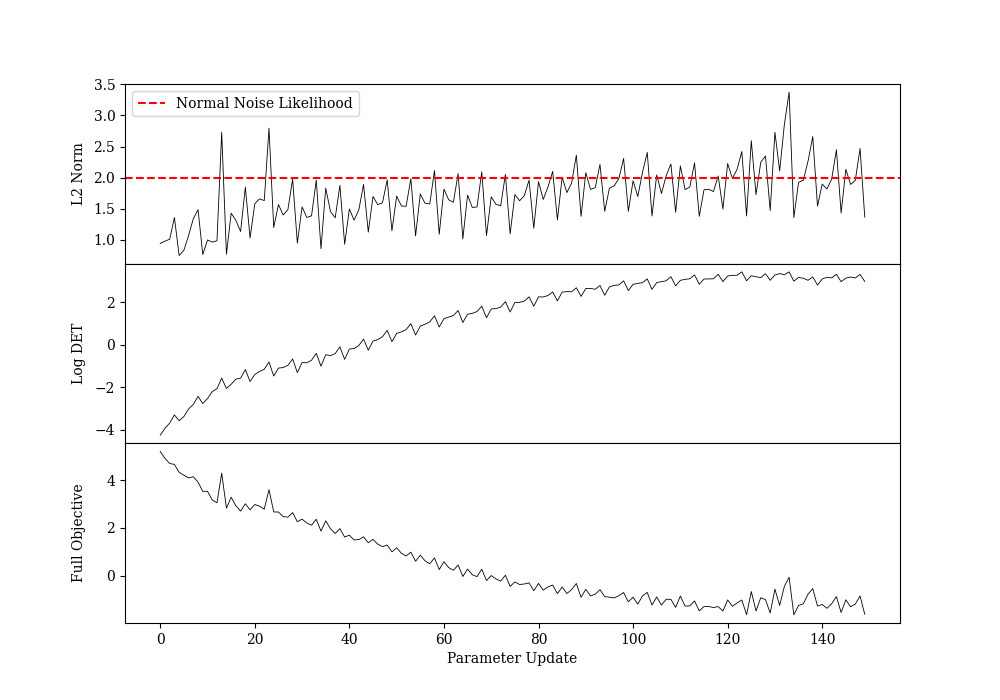 3.5
3.0
2.5
2.0
1.5
1.0
L2 Norm
Normal Noise Likelihood
2
0
−2
−4
Log DET
4
2
0
Full Objective
0 20 40 60 80 100 120 140
Parameter Update